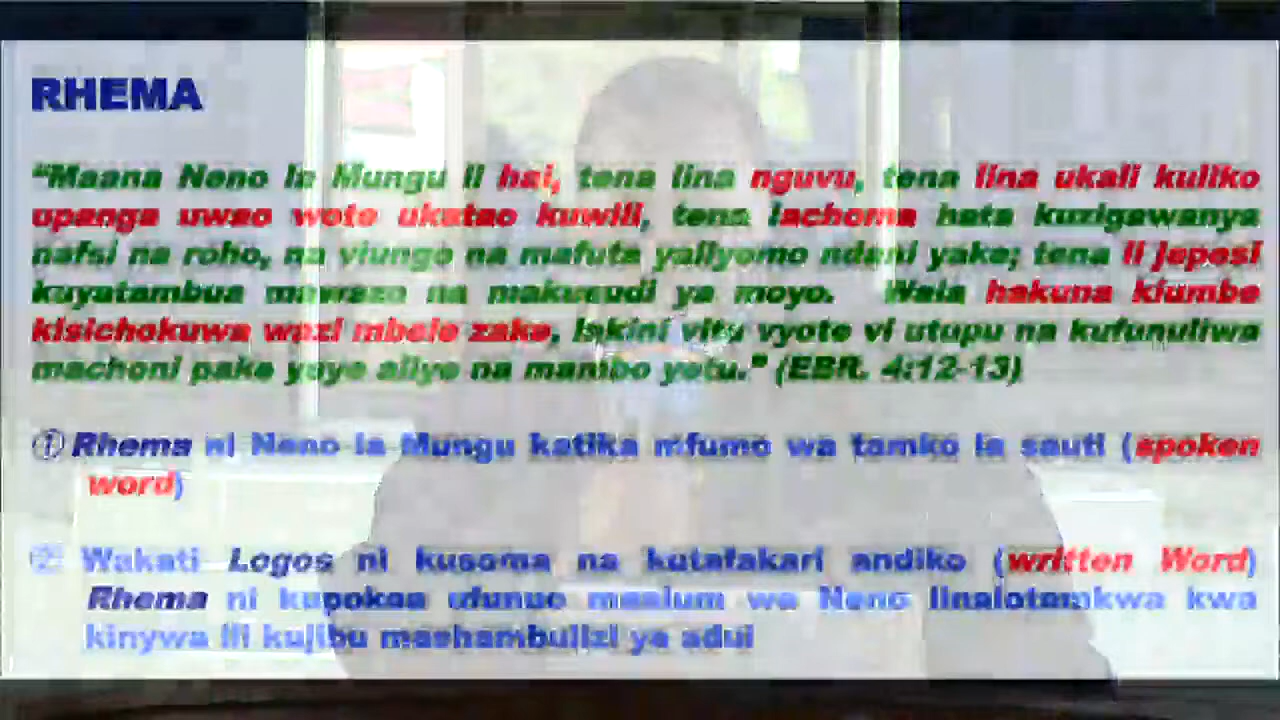 RHEMA
“Maana Neno la Mungu li hai, tena lina nguvu, tena lina ukali kuliko
upanga uwao wote ukatao kuwili, tena lachoma hata kuzigawanya
nafsi na roho, na viungo na mafuta yaliyomo ndani yake; tena li jepesi
kuyatambua mawazo na makusudi ya moyo. Wala hakuna kiumbe
kisichokuwa wazi mbele zake, lakini vitu vyote vi utupu na kufunuliwa
machoni pake yeye aliye na mambo yetu.” (EBR. 4:12-13)
① Rhema ni Neno la Mungu katika mfumo wa tamko la sauti (spoken
word)
② Wakati Logos ni kusoma na kutafakari andiko (written Word)
Rhema ni kupokea ufunuo maalum wa Neno linalotamkwa kwa
kinywa ili kujibu mashambulizi ya adui